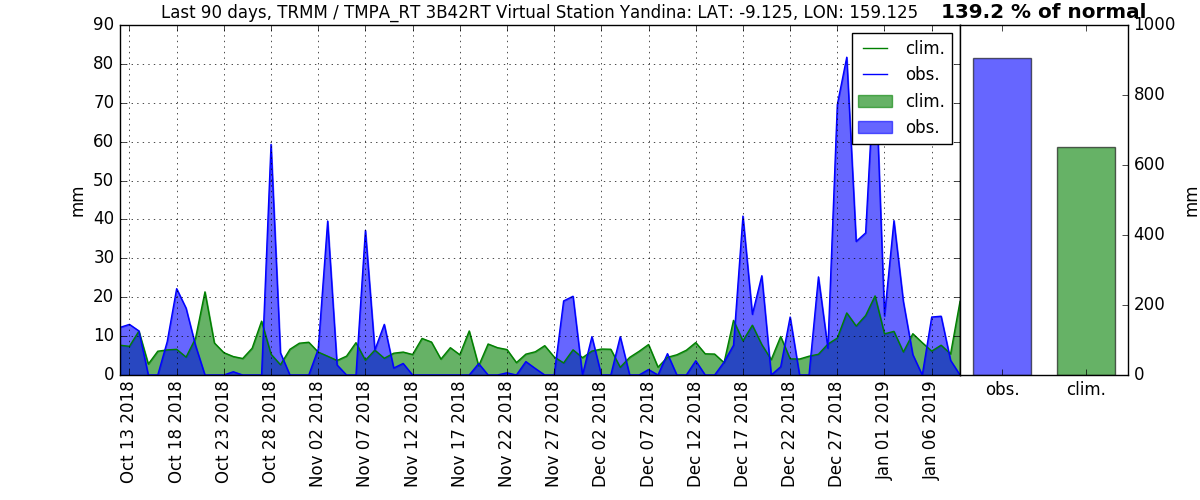 Last 90 days, TRMM / TMPA_RT 3B42RT Virtual Station Yandina: LAT: -9.125, LON: 159.125
139.2 % of normal
90
80
70
60
50
40
30
20
10
0
mm
clim.
obs.
clim.
obs.
Oct 13 2018
Oct 18 2018
Oct 23 2018
Oct 28 2018
Nov 02 2018
Nov 07 2018
Nov 12 2018
Nov 17 2018
Nov 22 2018
Nov 27 2018
Dec 02 2018
Dec 07 2018
Dec 12 2018
Dec 17 2018
Dec 22 2018
Dec 27 2018
Jan 01 2019
Jan 06 2019
1000
800
600
400
200
0
mm
obs.
clim.